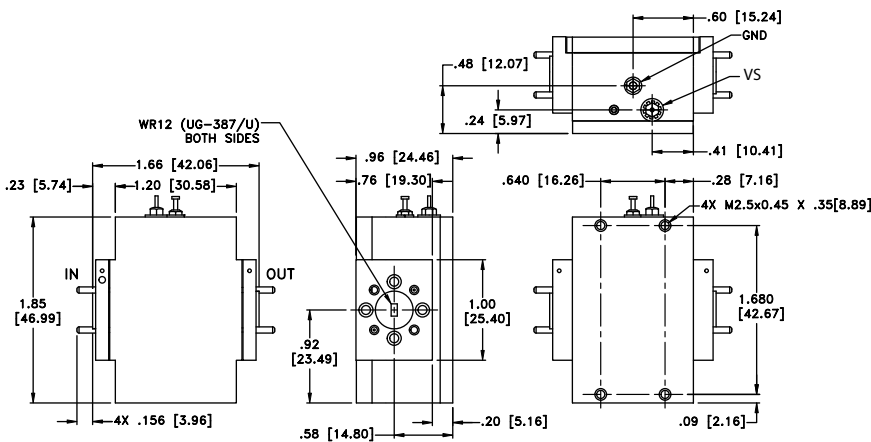 .60 [15.24]
GND
.48 [12.07]
VS
.24 [5.97]
.41 [10.41]
WR12 (UG-387/U)
BOTH SIDES
1.66 [42.06]
.96 [24.46]
.23 [5.74]
1.20 [30.58]
.76 [19.30]
.640 [16.26]
.28 [7.16]
4X M2.5x0.45 X .35[8.89]
IN
OUT
1.85
[46.99]
1.00
[25.40]
1.680
[42.67]
.92
[23.49]
4X .156 [3.96]
.58 [14.80]
.20 [5.16]
.09 [2.16]